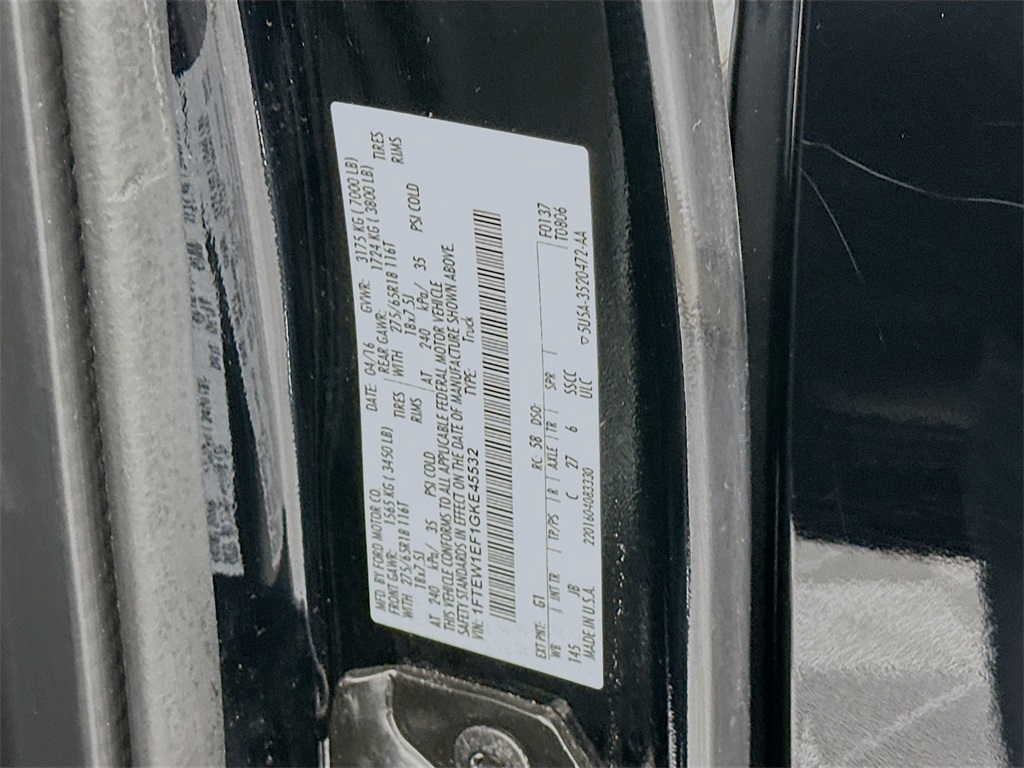 MFD. BY FORD MOTOR CO. DATE: 04/16 GVWR: 3175 KG ( 7000 LB)
FRONT GAWR: 1565 KG ( 3450 LB) REAR GAWR: 1724 KG ( 3800 LB)
WITH 275/65R18 116T TIRES WITH 275/65R18 116T TIRES
18x7.5J RIMS 18x7.5J RIMS
AT 240 kPa/ 35 PSI COLD AT 240 kPa/ 35 PSI COLD
THIS VEHICLE CONFORMS TO ALL APPLICABLE FEDERAL MOTOR VEHICLE
SAFETY STANDARDS IN EFFECT ON THE DATE OF MANUFACTURE SHOWN ABOVE
VIN: 1FTEW1EF1GKE45532 TYPE: Truck
F0137
EXT PNT: G1 RC: 58 DSO: T0806
WB | INT TR | TP/PS | R | AXLE | TR | SPR |
145 JB C 27 6 SSCC
MADE IN U.S.A. 2201604083330 ULC ▽5U5A-3520472-AA